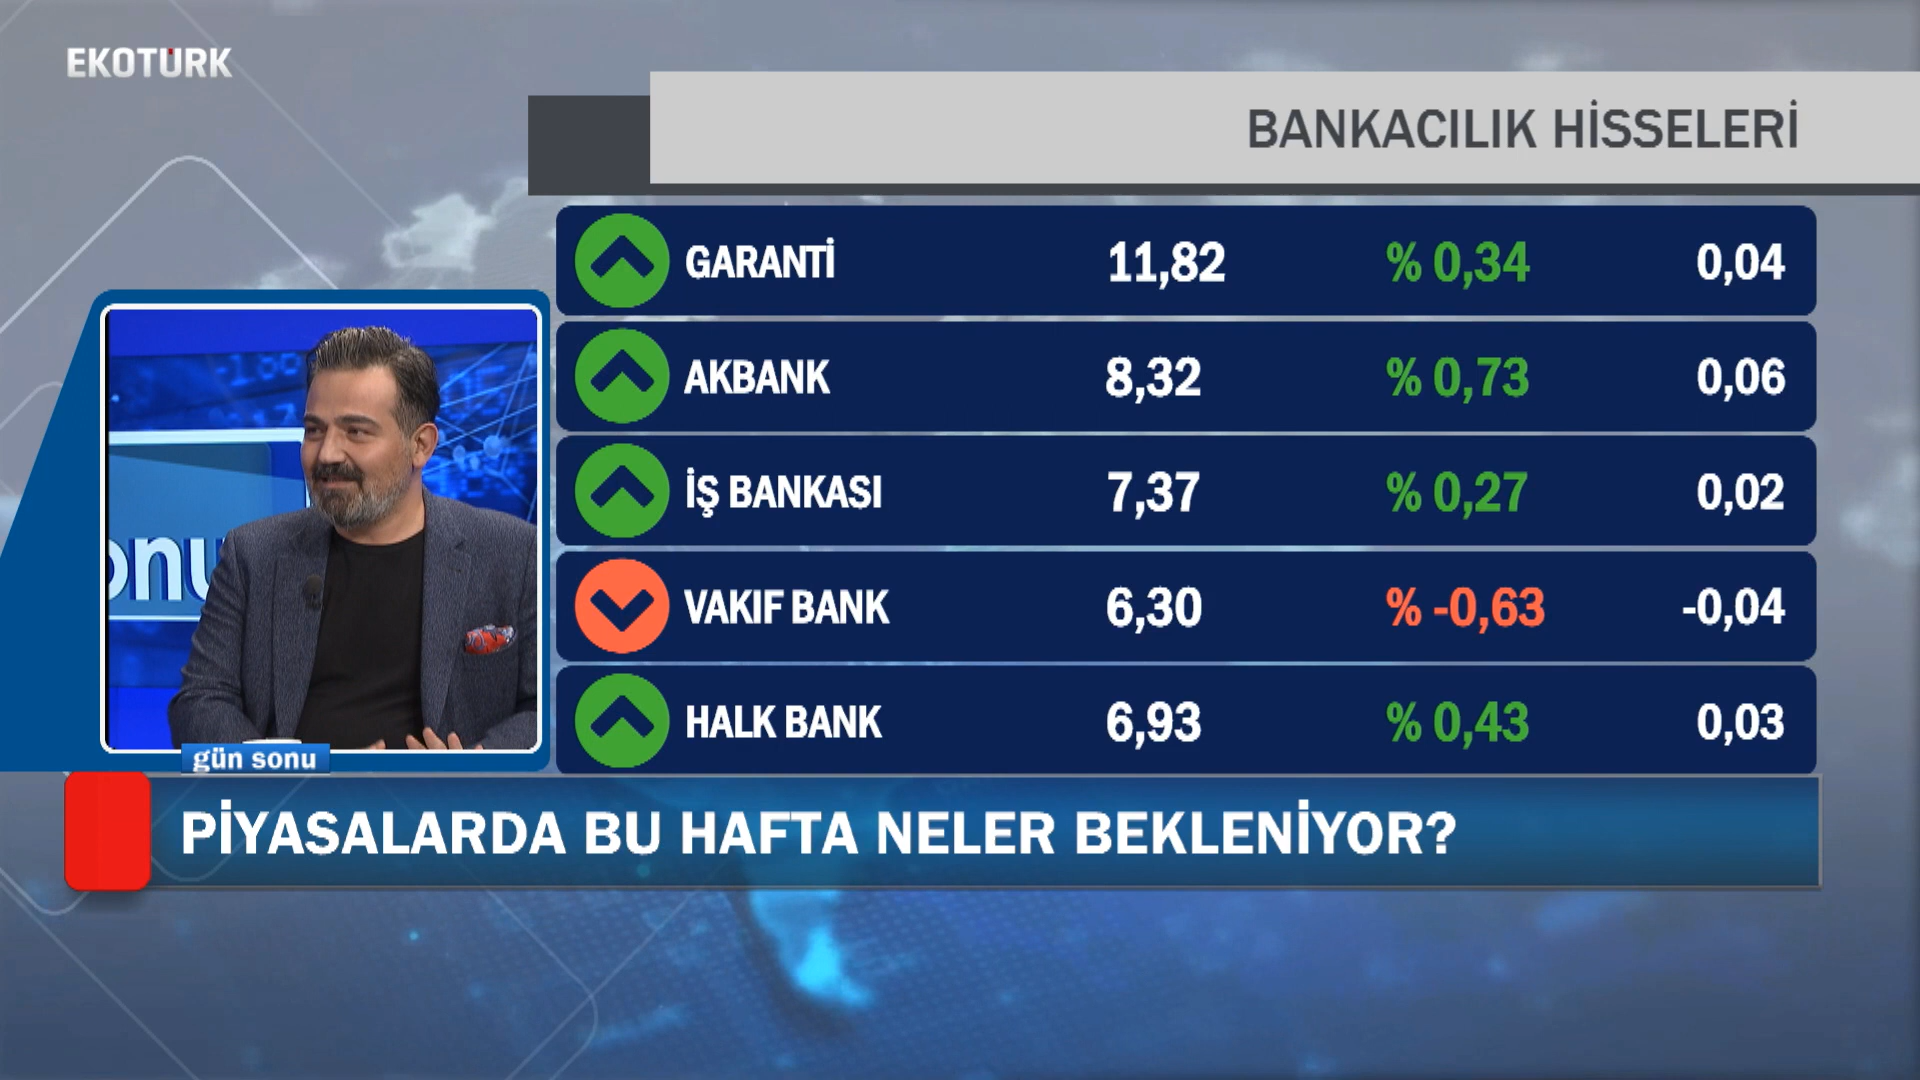 EKOTÜRK
BANKACILIK HİSSELERİ
GARANTİ 11,82 % 0,34 0,04
AKBANK 8,32 % 0,73 0,06
İŞ BANKASI 7,37 % 0,27 0,02
VAKIF BANK 6,30 % -0,63 -0,04
HALK BANK 6,93 % 0,43 0,03
onu
gün sonu
PİYASALARDA BU HAFTA NELER BEKLENİYOR?